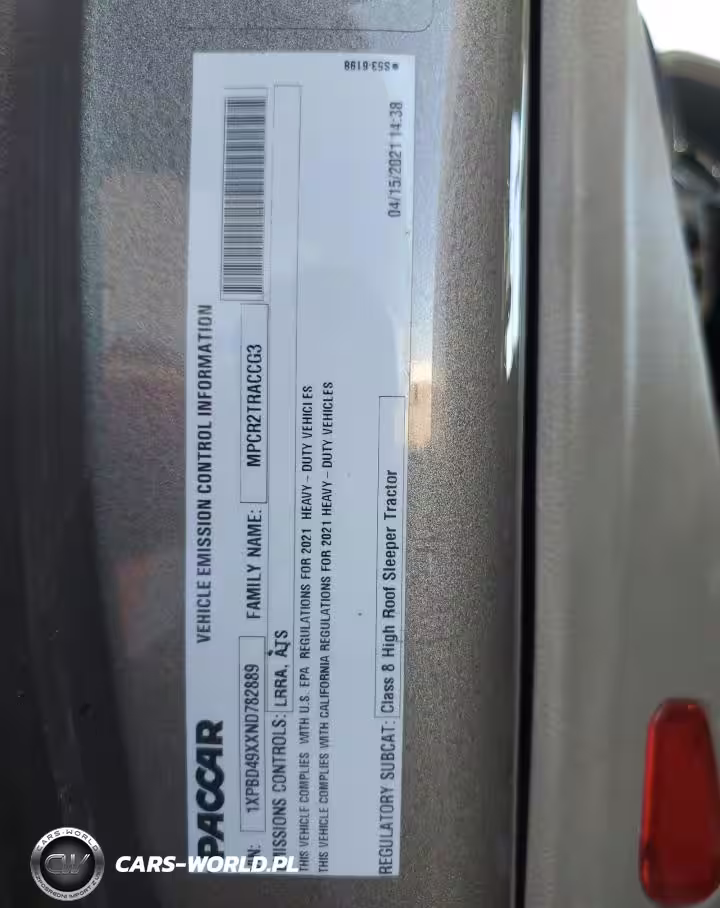 PACCAR
VEHICLE EMISSION CONTROL INFORMATION
IN: 1XPBD49XXND782889 FAMILY NAME: MPCR2TRACCG3
MISSIONS CONTROLS: LRRA, ATS
THIS VEHICLE COMPLIES WITH U.S. EPA REGULATIONS FOR 2021 HEAVY - DUTY VEHICLES
THIS VEHICLE COMPLIES WITH CALIFORNIA REGULATIONS FOR 2021 HEAVY - DUTY VEHICLES
REGULATORY SUBCAT: Class 8 High Roof Sleeper Tractor
04/15/2021 14:38
S53-6198
CARS-WORLD
CW
CARS-WORLD.PL